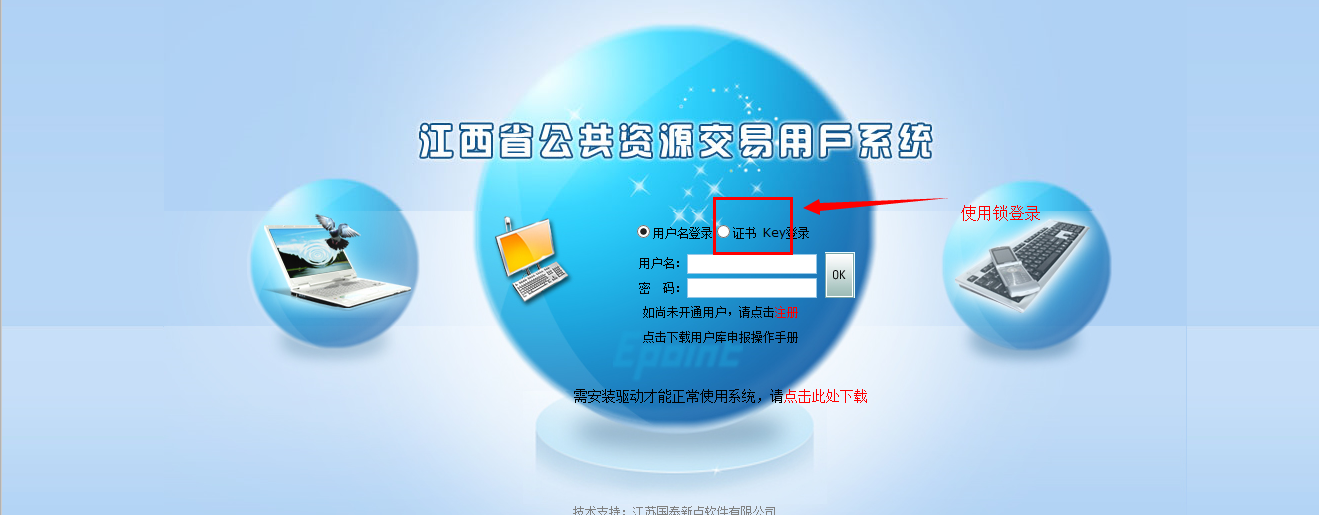 江西省公共资源交易用户系统
使用锁登录
用户名登录 证书 Key登录
用户名：
OK
密 码：
如尚未开通用户，请点击注册
点击下载用户库申报操作手册
Epoint
需安装驱动才能正常使用系统，请点击此处下载
技术支持：江苏国泰新点软件有限公司